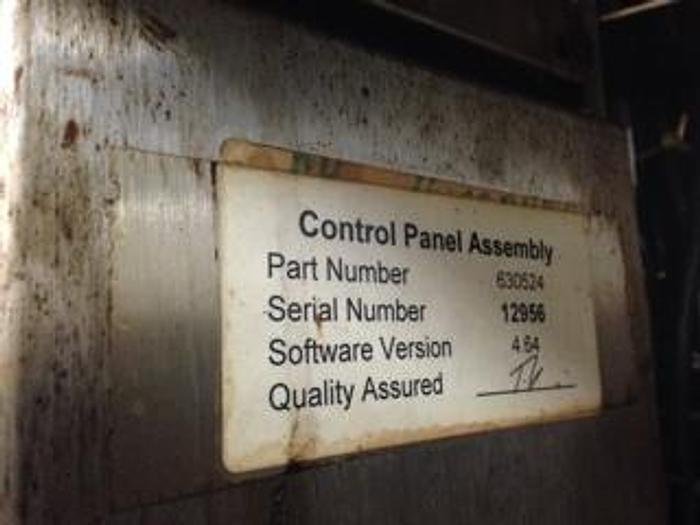 Control Panel Assembly
Part Number 630524
Serial Number 12956
Software Version 4.64
Quality Assured